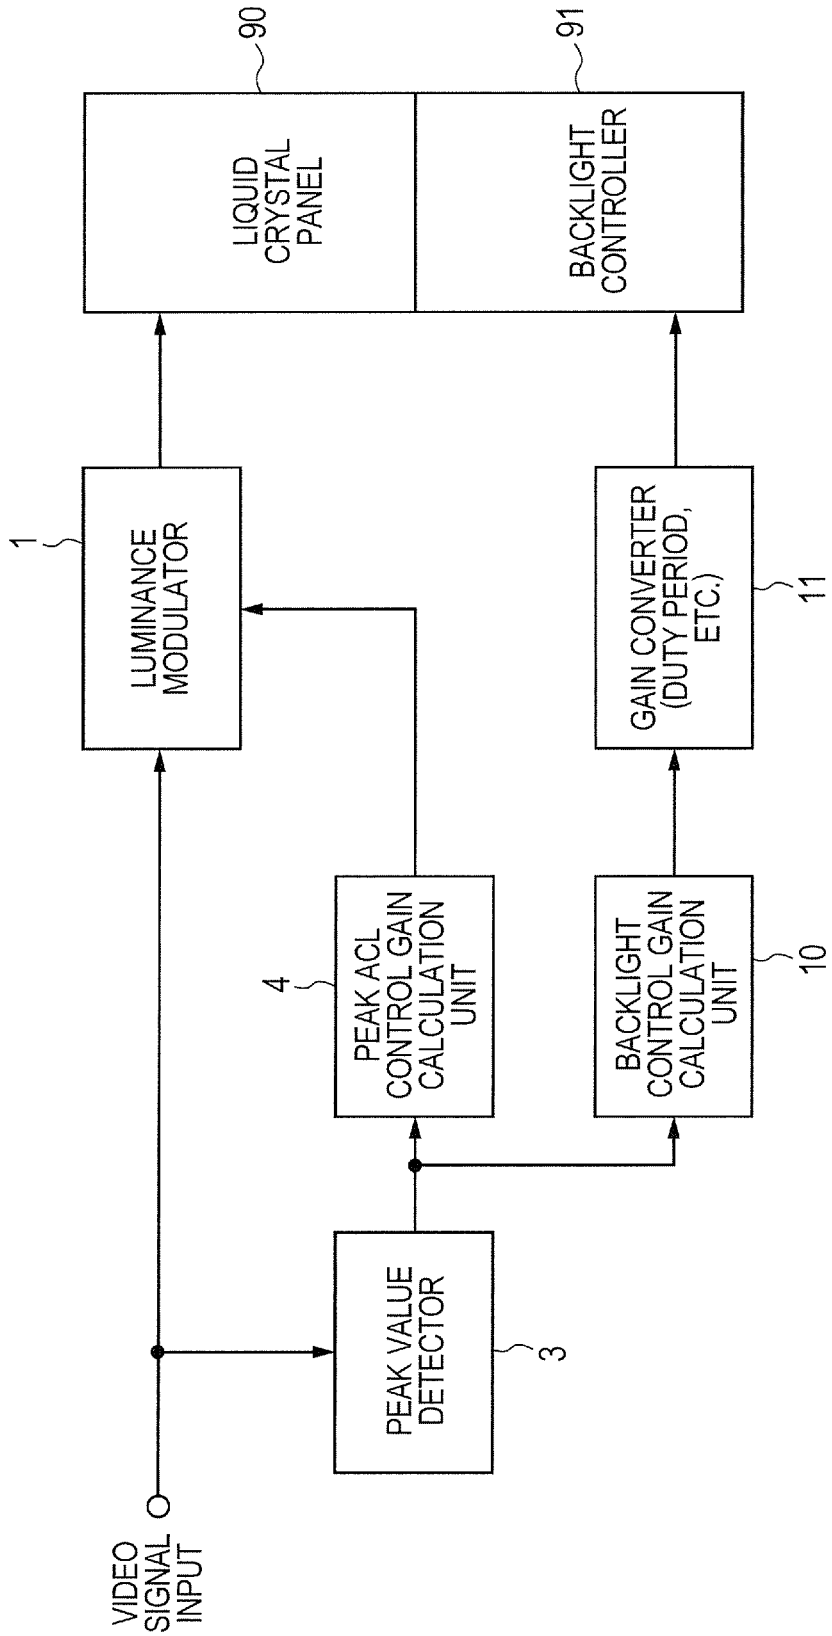 VIDEO
SIGNAL
INPUT
1
LUMINANCE
MODULATOR
LIQUID
CRYSTAL
PANEL
90
PEAK VALUE
DETECTOR
3
4
PEAK ACL
CONTROL GAIN
CALCULATION
UNIT
BACKLIGHT
CONTROL GAIN
CALCULATION
UNIT
10
GAIN CONVERTER
(DUTY PERIOD,
ETC.)
11
BACKLIGHT
CONTROLLER
91